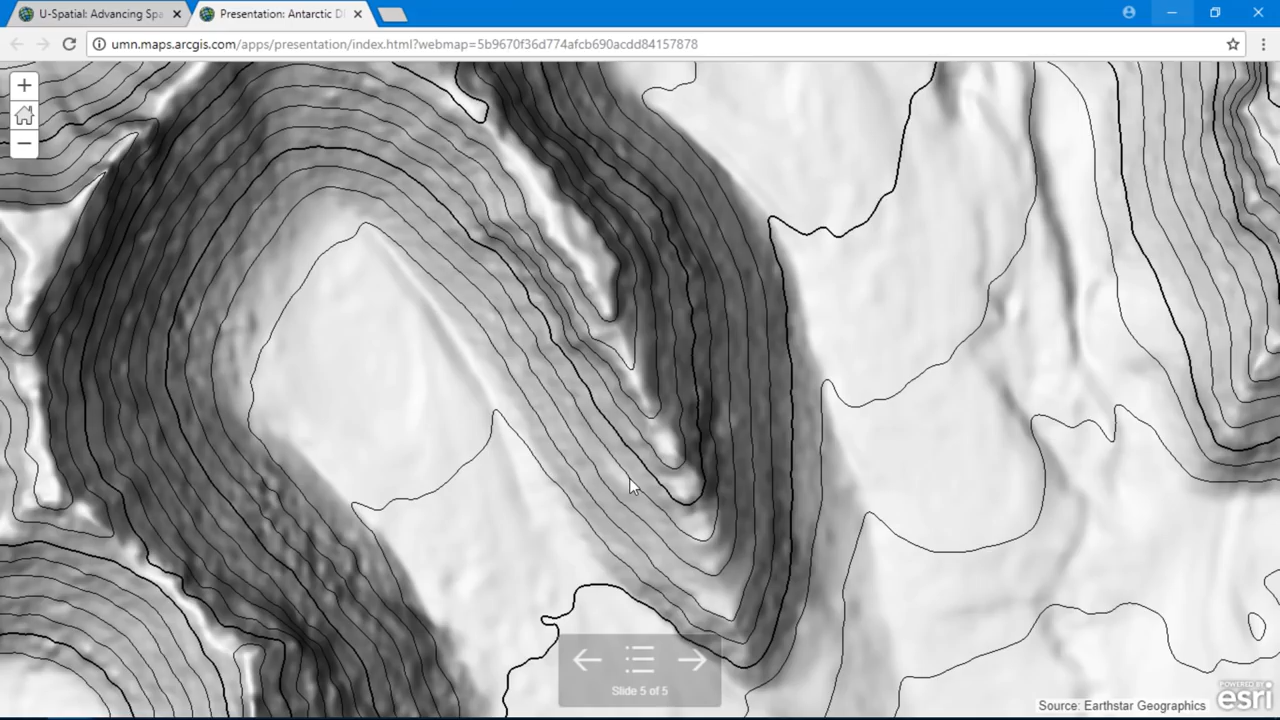 U-Spatial: Advancing Spa
Presentation: Antarctic Di
umn.maps.arcgis.com/apps/presentation/index.html?webmap=5b9670f36d774afcb690acdd84157878
Slide 5 of 5
Source: Earthstar Geographics
POWERED BY
esri